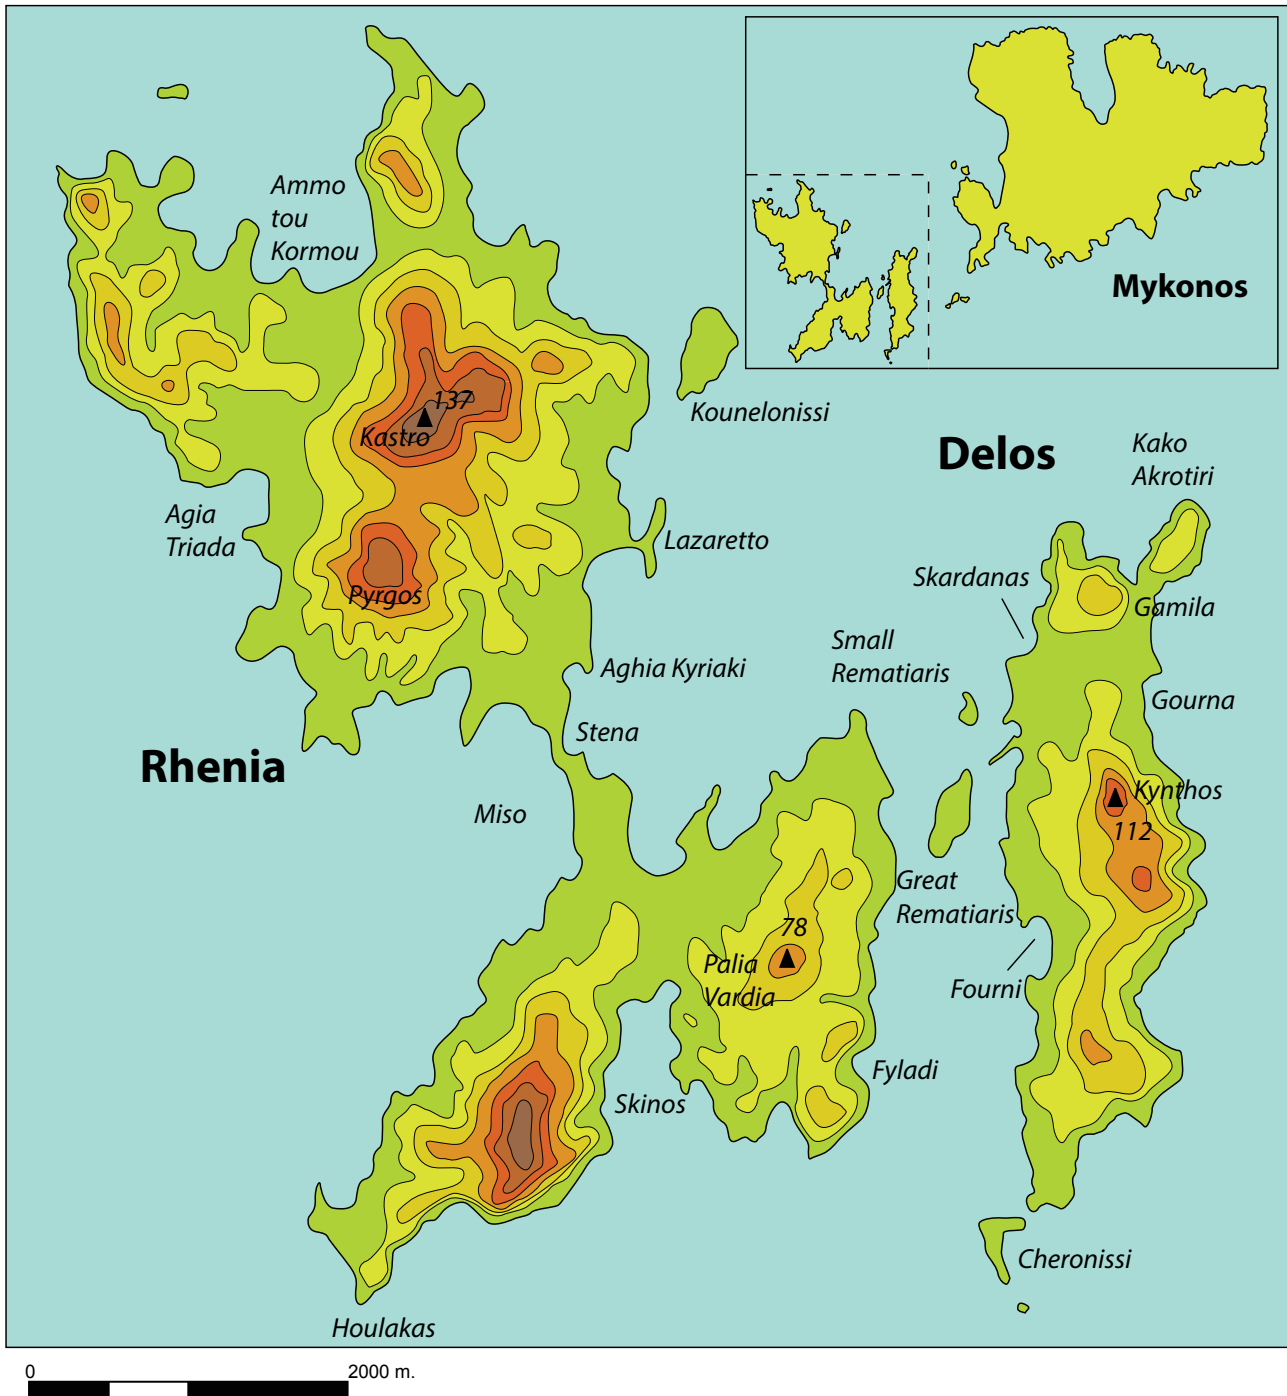 Ammo
tou
Kormou
Mykonos
137
Kastro
Kounelonissi
Delos
Kako
Akrotiri
Agia
Triada
Lazaretto
Skardanas
Pyrgos
Gamila
Small
Rematiaris
Aghia Kyriaki
Gourna
Stena
Rhenia
Kynthos
Miso
112
Great
Rematiaris
78
Palia
Vardia
Fourni
Fyladi
Skinos
Cheronissi
Houlakas
0
2000 m.